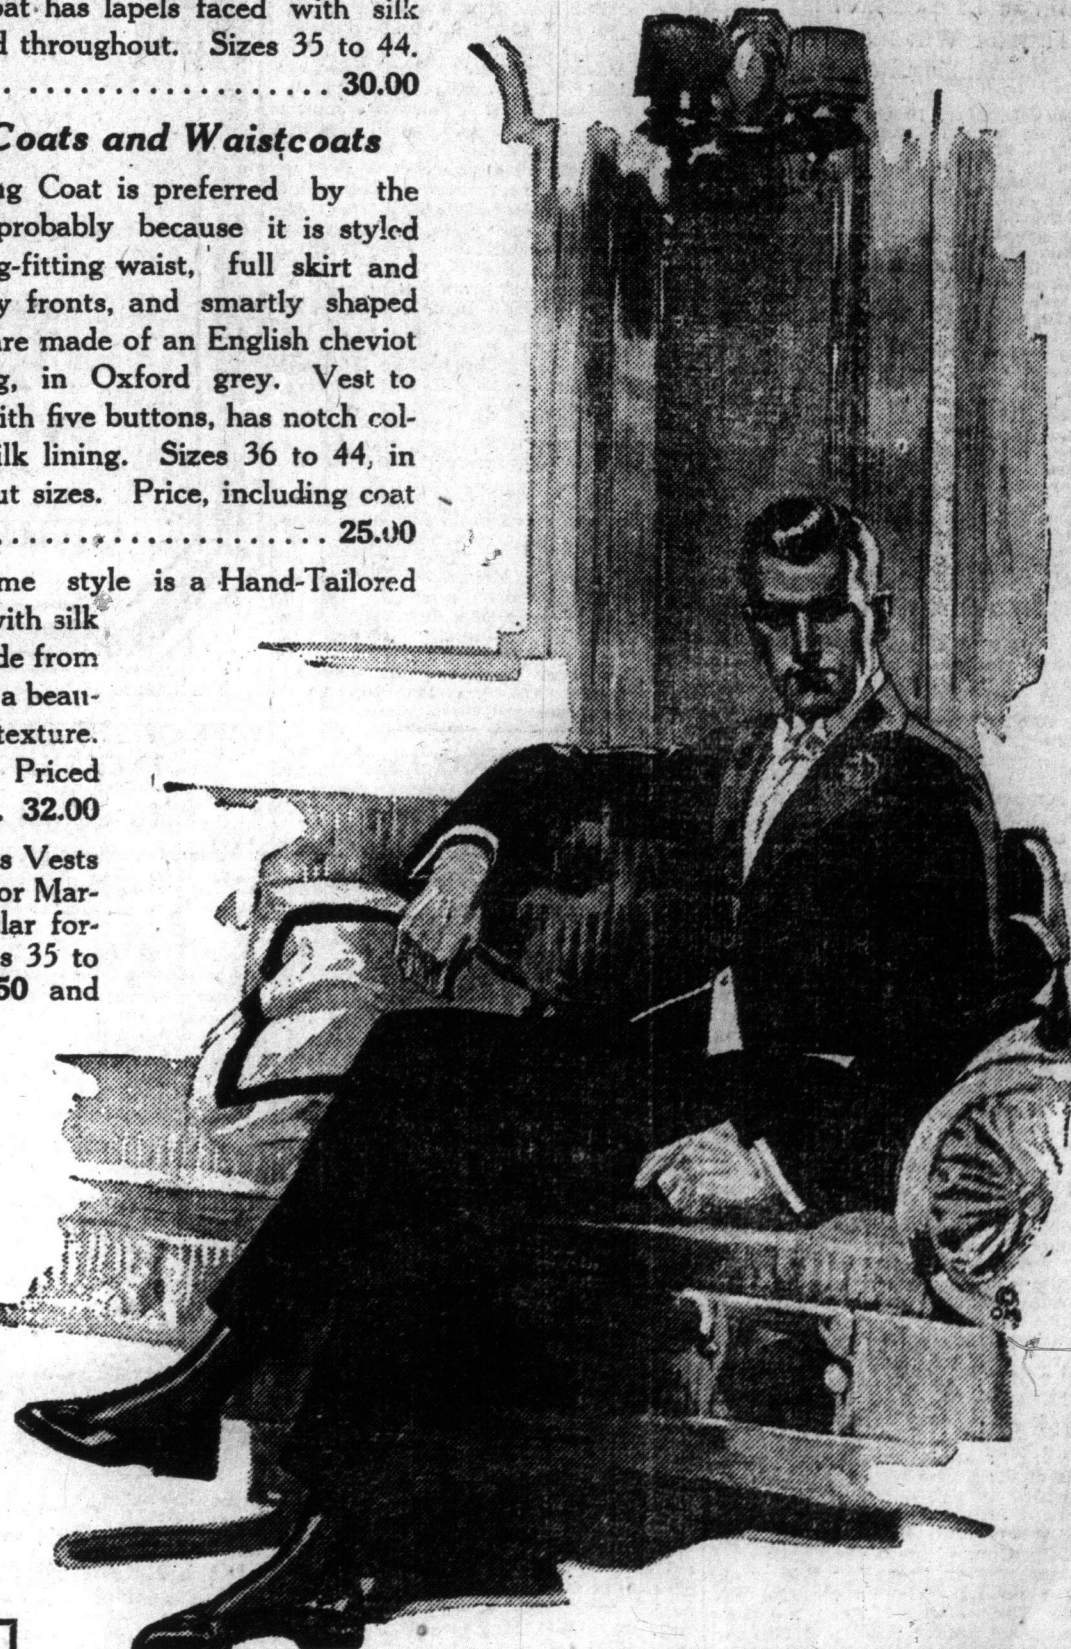 oat has lapels faced with silk
d throughout. Sizes 35 to 44.
. . . . . . . . . . . . . . . . . . . 30.00
Coats and Waistcoats
ng Coat is preferred by the
probably because it is styled
g-fitting waist, full skirt and
y fronts, and smartly shaped
are made of an English cheviot
g, in Oxford grey. Vest to
with five buttons, has notch col-
ilk lining. Sizes 36 to 44, in
ut sizes. Price, including coat
. . . . . . . . . . . . . . . . . . . . 25.00
me style is a Hand-Tailored
with silk
de from
a beau-
texture.
Priced
. 32.00
s Vests
or Mar-
lar for-
s 35 to
50 and